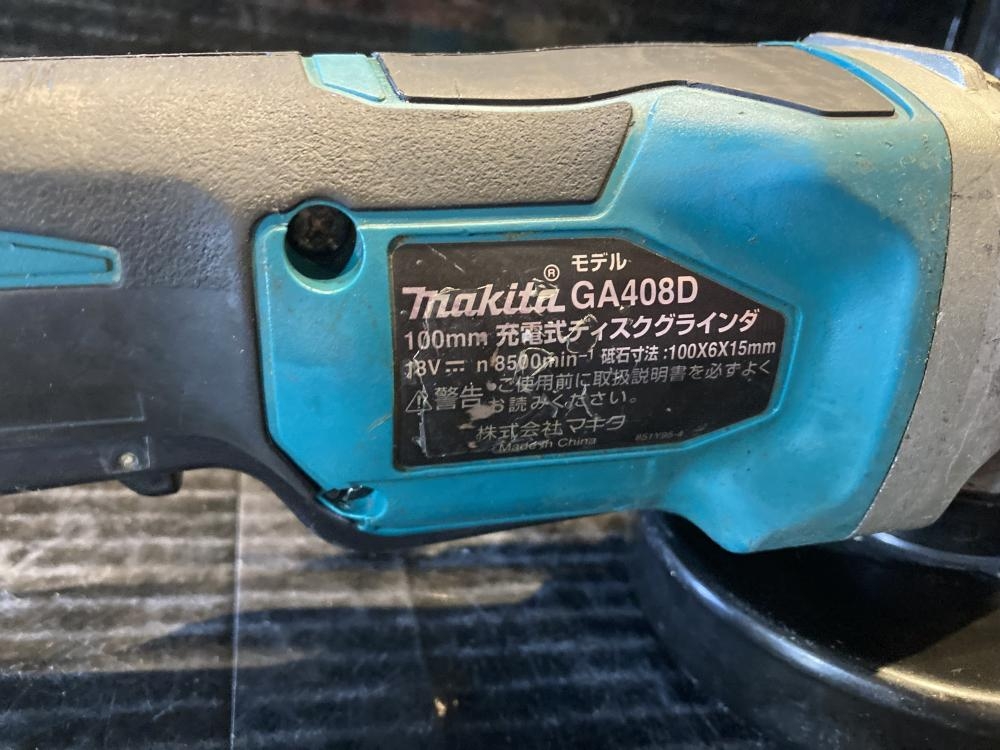 モデル
makita® GA408D
100mm 充電式ディスクグラインダ
18V⎓ n 8500min⁻¹ 砥石寸法:100X6X15mm
⚠警告 ・ご使用前に取扱説明書を必ずよく
お読みください。
株式会社マキタ
Made in China 851Y95-4